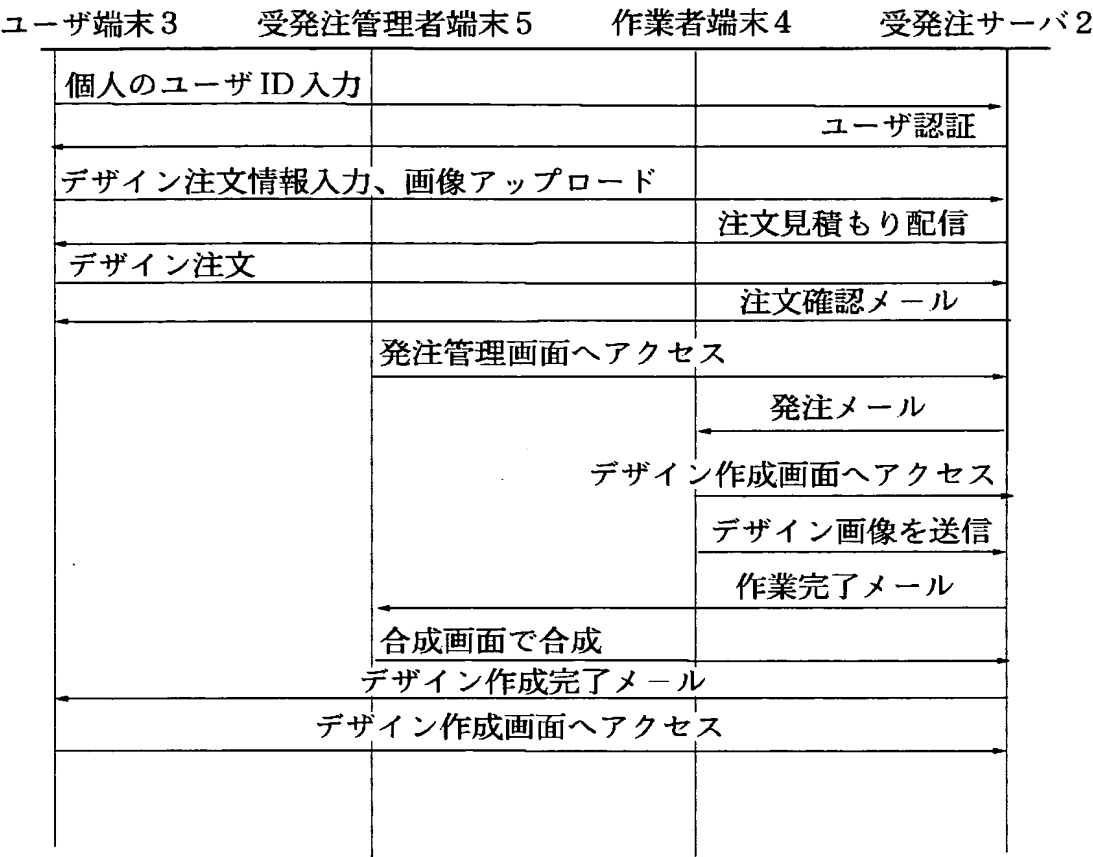 ユーザ端末3 受発注管理者端末5 作業者端末4 受発注サーバ2
個人のユーザID入力
ユーザ認証
デザイン注文情報入力、画像アップロード
注文見積もり配信
デザイン注文
注文確認メール
発注管理画面へアクセス
発注メール
デザイン作成画面へアクセス
デザイン画像を送信
作業完了メール
合成画面で合成
デザイン作成完了メール
デザイン作成画面へアクセス